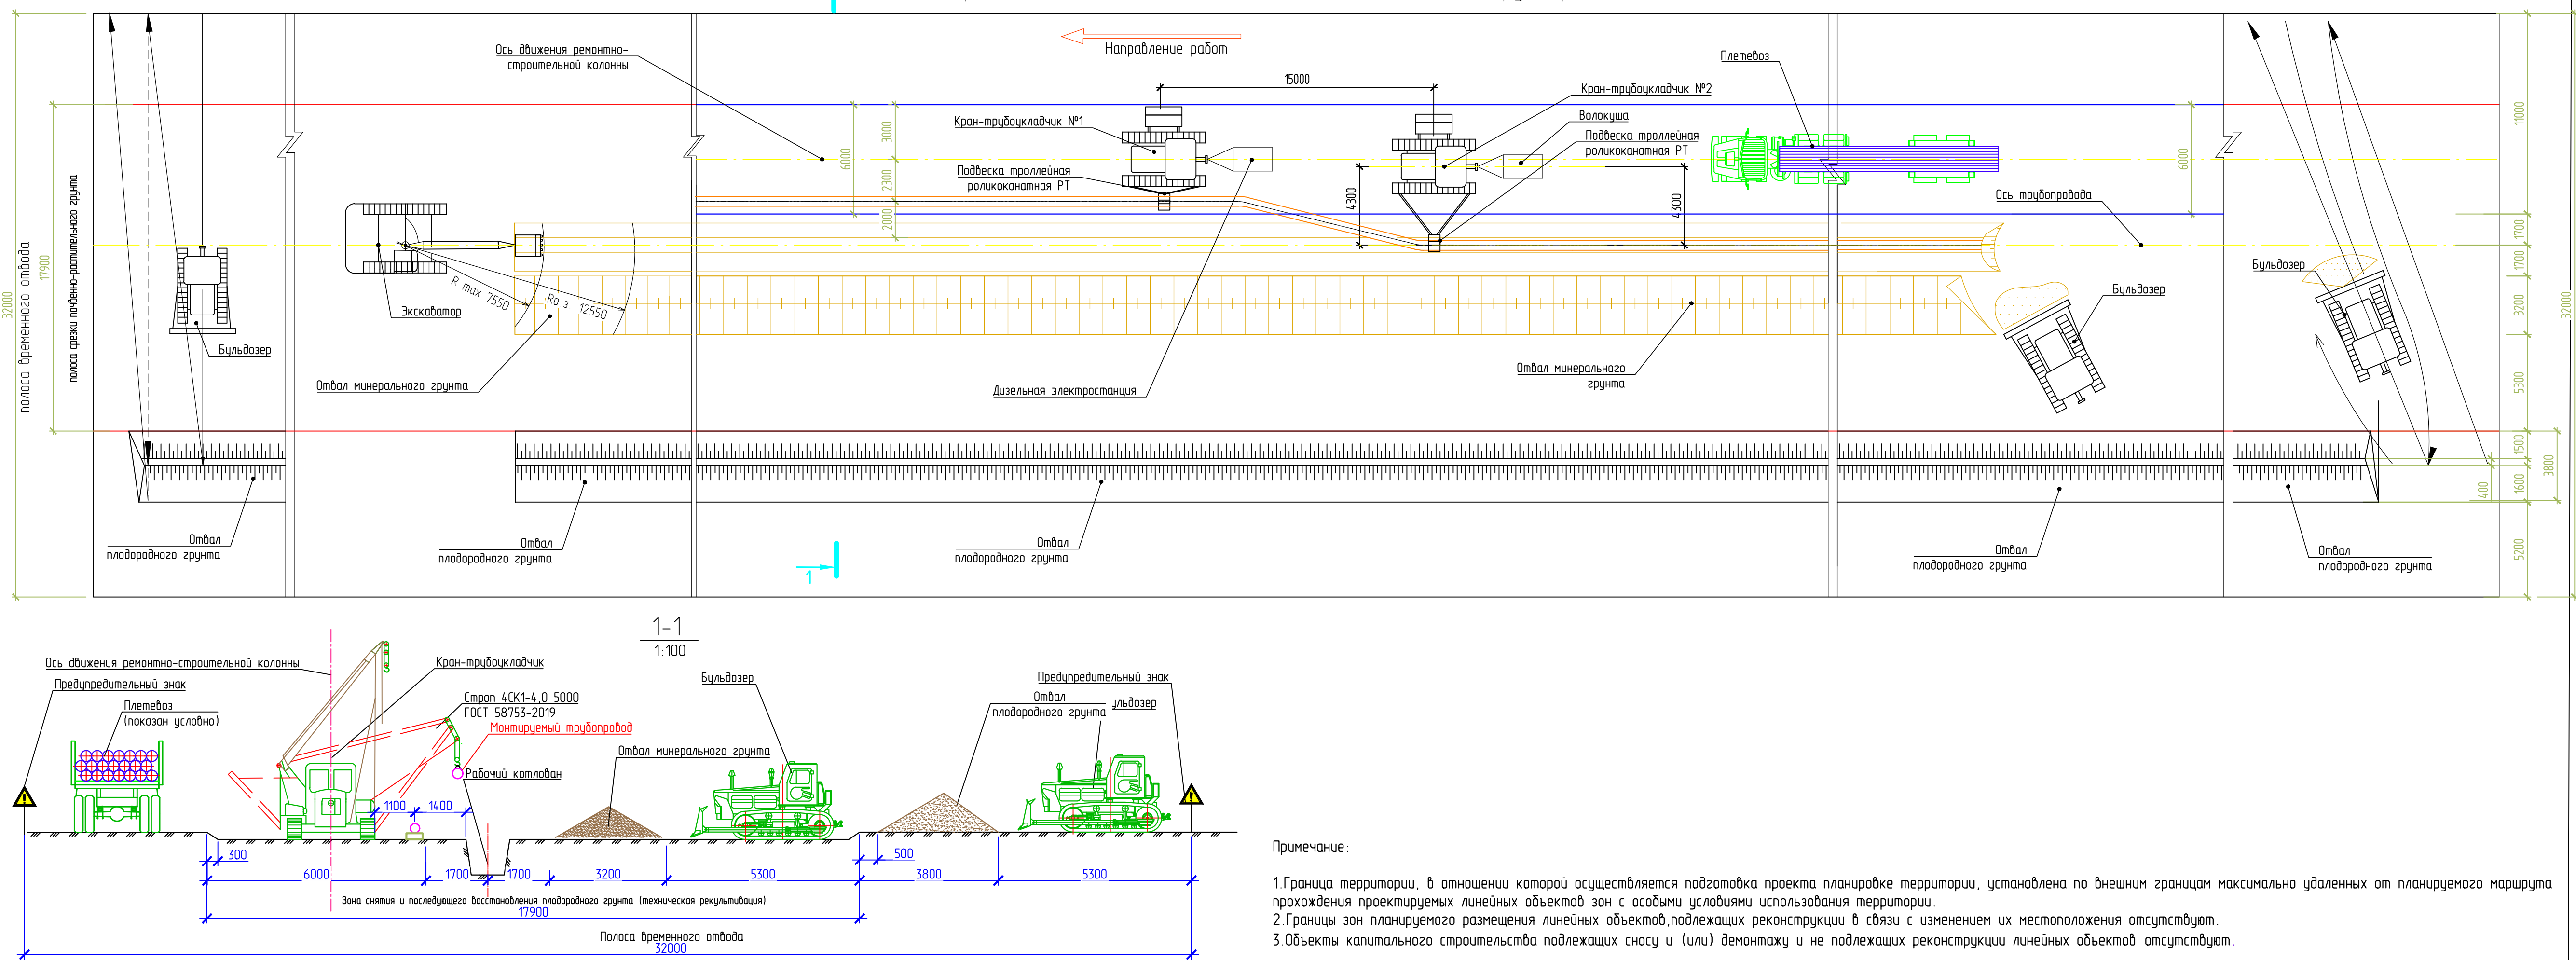 Направление работ
Ось движения ремонтно-
строительной колонны
15000
Плетевоз
Кран-трубоукладчик №1
Кран-трубоукладчик №2
Волокуша
Подвеска троллейная
роликоканатная РТ
Подвеска троллейная
роликоканатная РТ
6000
3000
2300
2000
4300
4300
6000
Ось трубопровода
32000
полоса временного отвода
17900
полоса срезки почвенно-растительного грунта
Бульдозер
Экскаватор
R max 7550
Rо.з. 12550
Отвал минерального грунта
Дизельная электростанция
Отвал минерального
грунта
Бульдозер
Бульдозер
11000
1700
1700
3200
5300
1500
1600
400
3800
5200
32000
Отвал
плодородного грунта
Отвал
плодородного грунта
Отвал
плодородного грунта
Отвал
плодородного грунта
Отвал
плодородного грунта
1
1-1
1:100
Ось движения ремонтно-строительной колонны
Предупредительный знак
Плетевоз
(показан условно)
Кран-трубоукладчик
Строп 4СК1-4,0 5000
ГОСТ 58753-2019
Монтируемый трубопровод
Рабочий котлован
Отвал минерального грунта
Бульдозер
Отвал
плодородного грунта
ульдозер
Предупредительный знак
1100
1400
300
500
6000
1700
1700
3200
5300
3800
5300
Зона снятия и последующего восстановления плодородного грунта (техническая рекультивация)
17900
Полоса временного отвода
32000
Примечание:
1.Граница территории, в отношении которой осуществляется подготовка проекта планировке территории, установлена по внешним границам максимально удаленных от планируемого маршрута
прохождения проектируемых линейных объектов зон с особыми условиями использования территории.
2.Границы зон планируемого размещения линейных объектов,подлежащих реконструкции в связи с изменением их местоположения отсутствуют.
3.Объекты капитального строительства подлежащих сносу и (или) демонтажу и не подлежащих реконструкции линейных объектов отсутствуют.